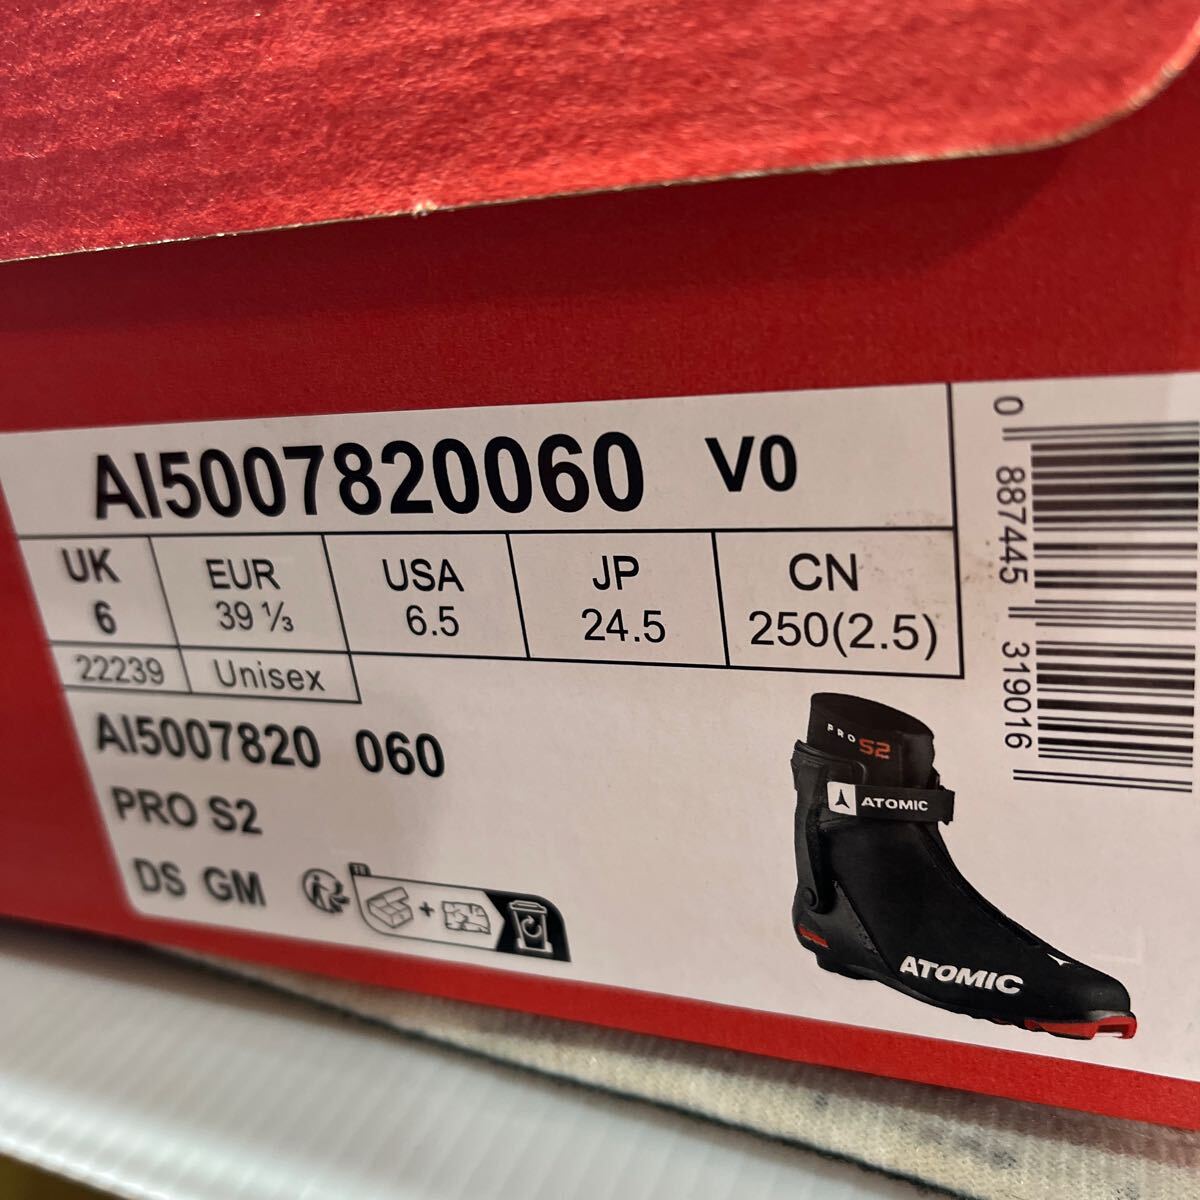 AI5007820060 V0
UK EUR USA JP CN
6 39 ⅓ 6.5 24.5 250(2.5)
22239 Unisex
AI5007820 060
PRO S2
DS GM
0 887445 319016
PRO S2
ATOMIC
ATOMIC